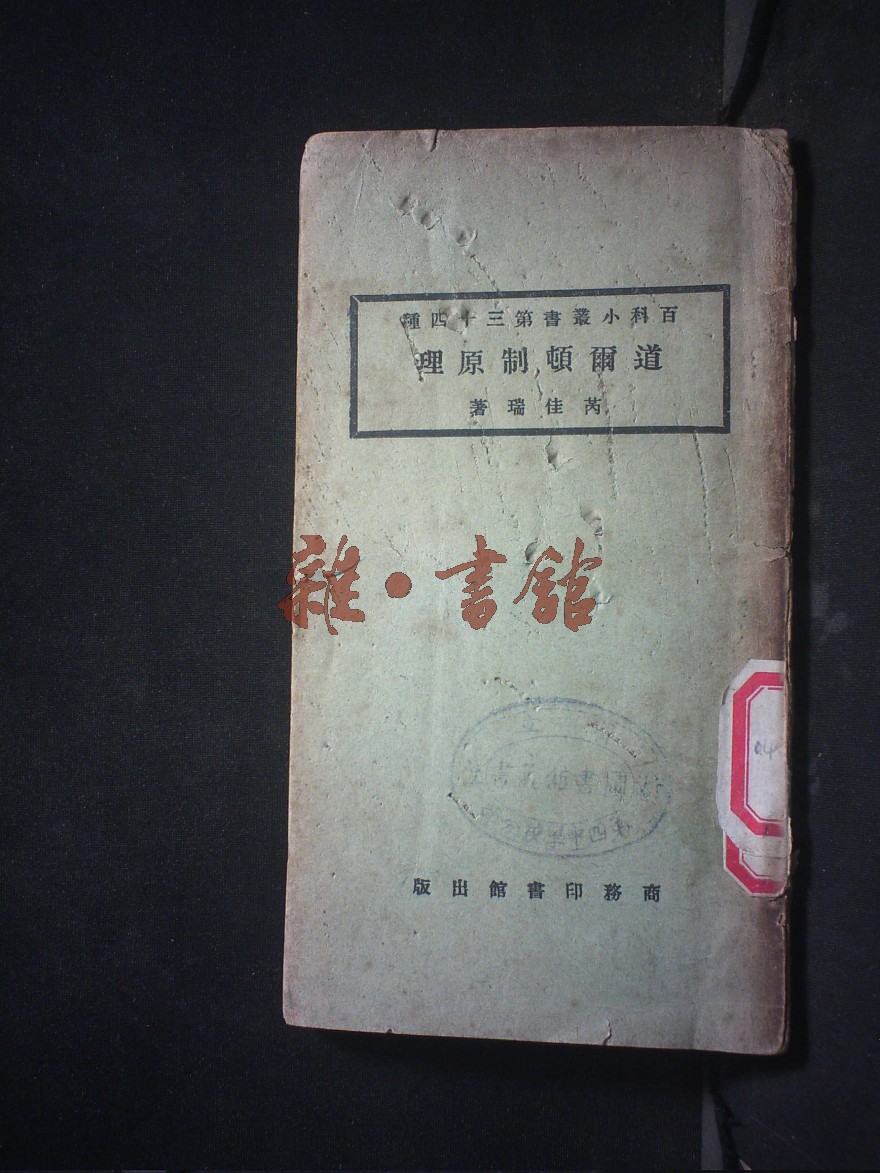 百科小叢書第三十四種
道爾頓制原理
芮佳瑞著
雜·書館
04
商務印書館出版